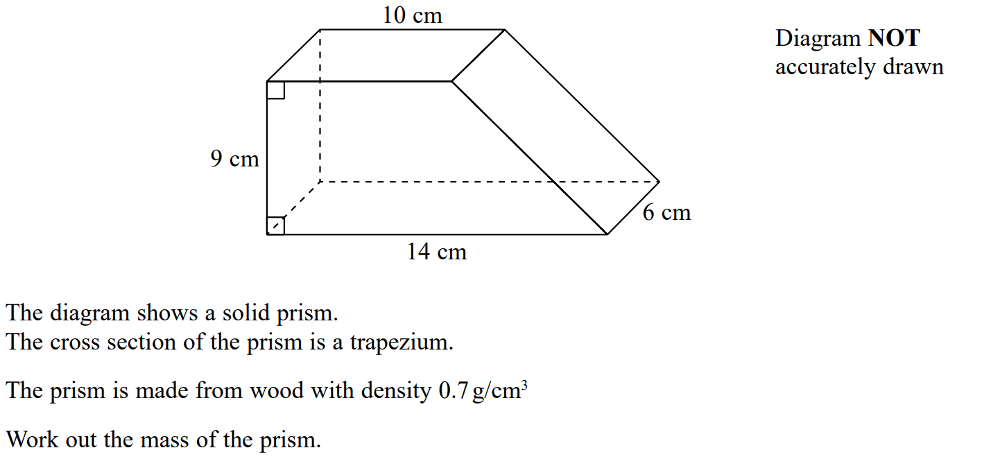 10 cm
Diagram NOT
accurately drawn
9 cm
6 cm
14 cm
The diagram shows a solid prism.
The cross section of the prism is a trapezium.
The prism is made from wood with density 0.7 g/cm³
Work out the mass of the prism.